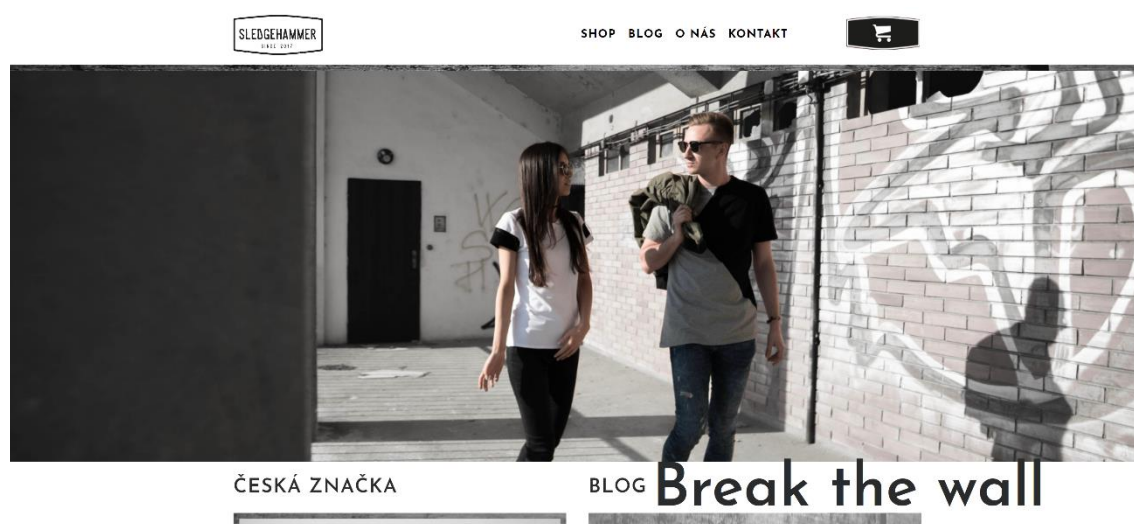 SLEDGEHAMMER
SINCE 2017
SHOP BLOG O NÁS KONTAKT
ČESKÁ ZNAČKA
BLOG
Break the wall